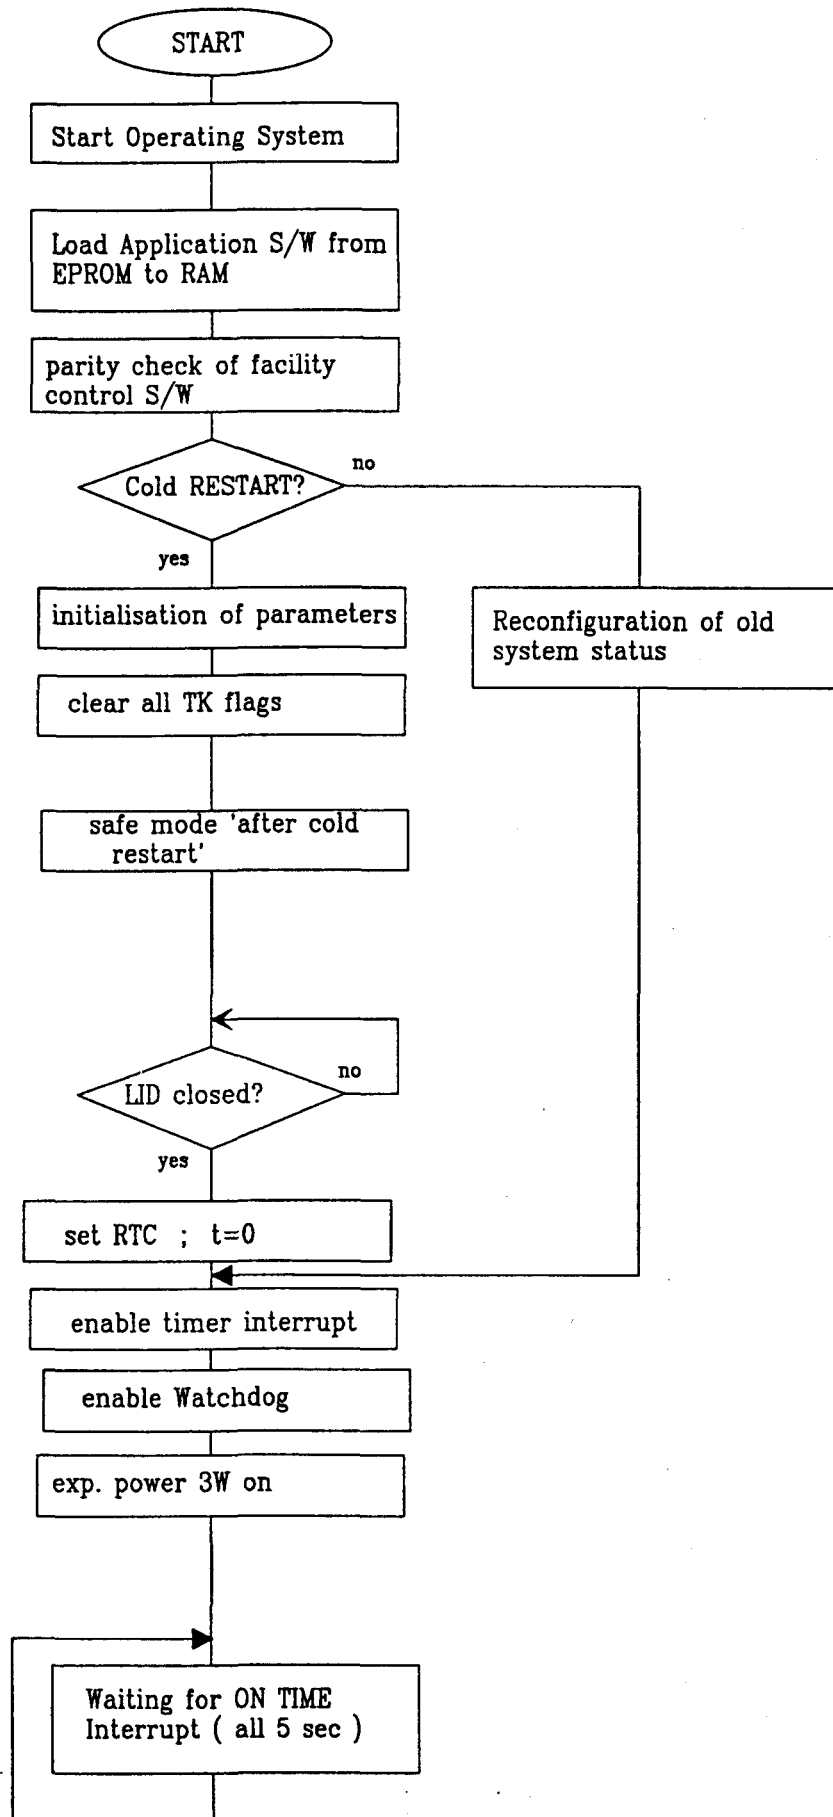 START
Start Operating System
Load Application S/W from
EPROM to RAM
parity check of facility
control S/W
Cold RESTART?
no
yes
initialisation of parameters
Reconfiguration of old
system status
clear all TK flags
safe mode 'after cold
restart'
LID closed?
no
yes
set RTC ; t=0
enable timer interrupt
enable Watchdog
exp. power 3W on
Waiting for ON TIME
Interrupt ( all 5 sec )